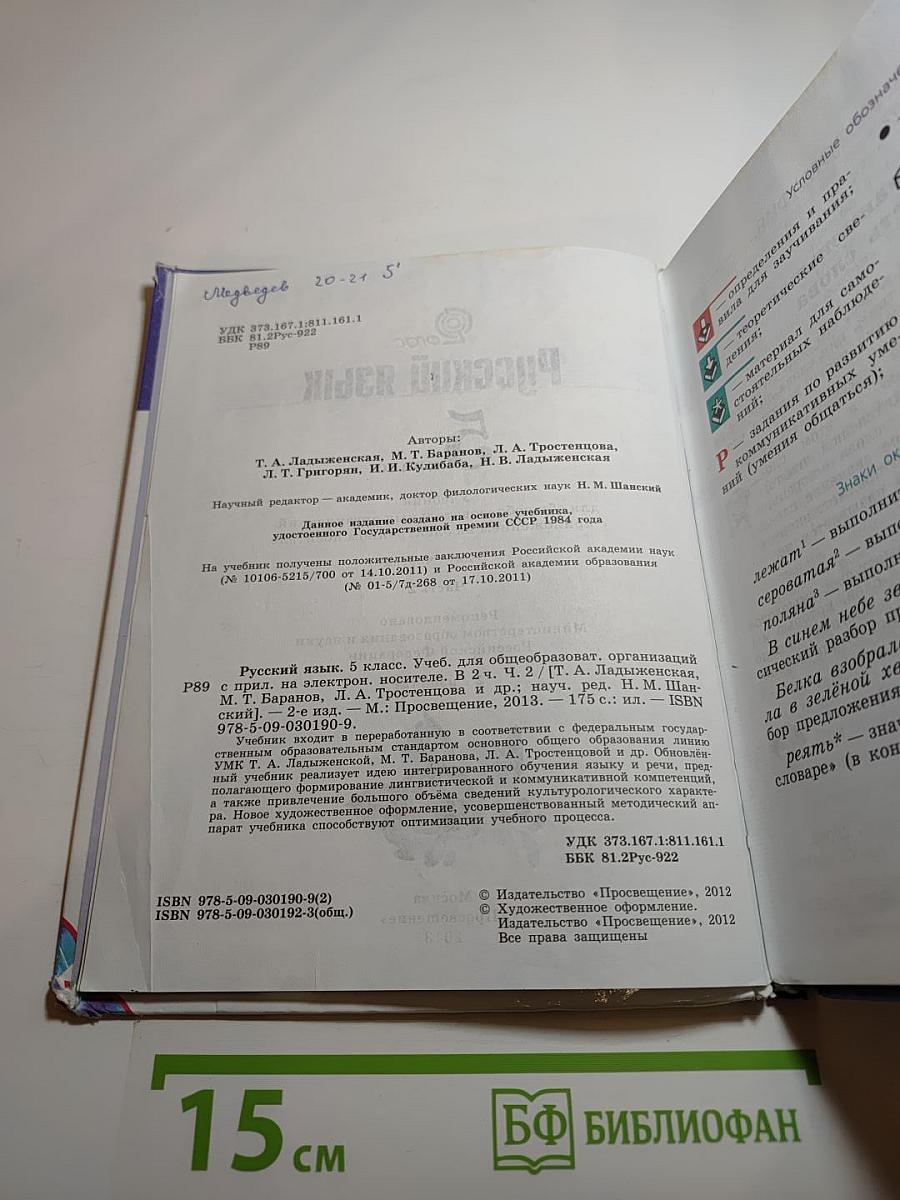 Медведев 20-21 5'
УДК 373.167.1:811.161.1
ББК 81.2Рус-922
Р89
Авторы:
Т. А. Ладыженская, М. Т. Баранов, Л. А. Тростенцова,
Л. Т. Григорян, И. И. Кулибаба, Н. В. Ладыженская
Научный редактор — академик, доктор филологических наук Н. М. Шанский
Данное издание создано на основе учебника,
удостоенного Государственной премии СССР 1984 года
На учебник получены положительные заключения Российской академии наук
(№ 10106-5215/700 от 14.10.2011) и Российской академии образования
(№ 01-5/7д-268 от 17.10.2011)
Русский язык. 5 класс. Учеб. для общеобразоват. организаций
Р89 с прил. на электрон. носителе. В 2 ч. Ч. 2 / [Т. А. Ладыженская,
М. Т. Баранов, Л. А. Тростенцова и др.; науч. ред. Н. М. Шан-
ский]. — 2-е изд. — М.: Просвещение, 2013. — 175 с.: ил. — ISBN
978-5-09-030190-9.
Учебник входит в переработанную в соответствии с федеральным государ-
ственным образовательным стандартом основного общего образования линию
УМК Т. А. Ладыженской, М. Т. Баранова, Л. А. Тростенцовой и др. Обновлён-
ный учебник реализует идею интегрированного обучения языку и речи, пред-
полагающего формирование лингвистической и коммуникативной компетенций,
а также привлечение большого объёма сведений культурологического характе-
ра. Новое художественное оформление, усовершенствованный методический ап-
парат учебника способствуют оптимизации учебного процесса.
УДК 373.167.1:811.161.1
ББК 81.2Рус-922
ISBN 978-5-09-030190-9(2)
ISBN 978-5-09-030192-3(общ.)
© Издательство «Просвещение», 2012
© Художественное оформление.
Издательство «Просвещение», 2012
Все права защищены
Условные обозначе
— определения и пра-
вила для заучивания;
— теоретические све-
дения;
— материал для само-
стоятельных наблюде-
ний;
Р — задания по развитию
коммуникативных уме-
ний (умения общаться);
Знаки ок
лежат¹ — выполнит
сероватая² — выпо
поляна³ — выполн
В синем небе зв
сический разбор пр
Белка взобрала
ла в зелёной хв
бор предложения
реять* — знач
словаре» (в кон
15 см
БФ БИБЛИОФАН